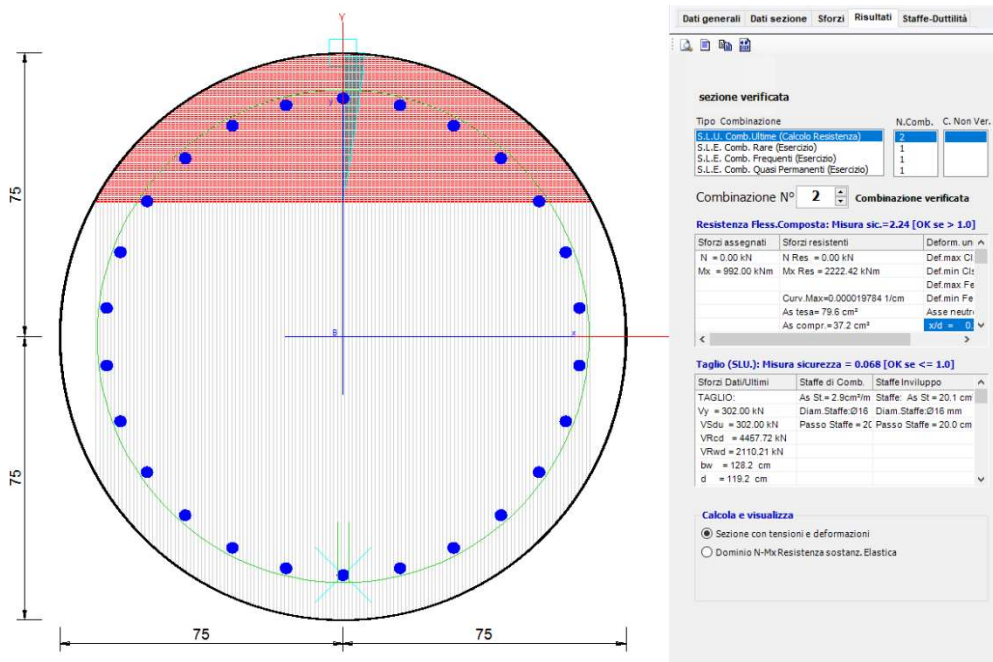 Y
75
75
75
75
y
B
x
Dati generali Dati sezione Sforzi Risultati Staffe-Duttilità
sezione verificata
Tipo Combinazione N.Comb. C. Non Ver.
S.L.U. Comb.Ultime (Calcolo Resistenza) 2
S.L.E. Comb. Rare (Esercizio) 1
S.L.E. Comb. Frequenti (Esercizio) 1
S.L.E. Comb. Quasi Permanenti (Esercizio) 1
Combinazione N° 2 Combinazione verificata
Resistenza Fless.Composta: Misura sic.=2.24 [OK se > 1.0]
Sforzi assegnati Sforzi resistenti Deform. un
N = 0.00 kN N Res = 0.00 kN Def.max Cl
Mx = 992.00 kNm Mx Res = 2222.42 kNm Def.min Cls
Def.max Fe
Curv.Max=0.000019784 1/cm Def.min Fe
As tesa= 79.6 cm² Asse neutro
As compr.= 37.2 cm² x/d = 0.
Taglio (SLU.): Misura sicurezza = 0.068 [OK se <= 1.0]
Sforzi Dati/Ultimi Staffe di Comb. Staffe Inviluppo
TAGLIO: As St.= 2.9cm²/m Staffe: As St = 20.1 cm
Vy = 302.00 kN Diam.Staffe:Ø16 Diam.Staffe:Ø16 mm
VSdu = 302.00 kN Passo Staffe = 20 Passo Staffe = 20.0 cm
VRcd = 4457.72 kN
VRwd = 2110.21 kN
bw = 128.2 cm
d = 119.2 cm
Calcola e visualizza
Sezione con tensioni e deformazioni
Dominio N-Mx Resistenza sostanz. Elastica